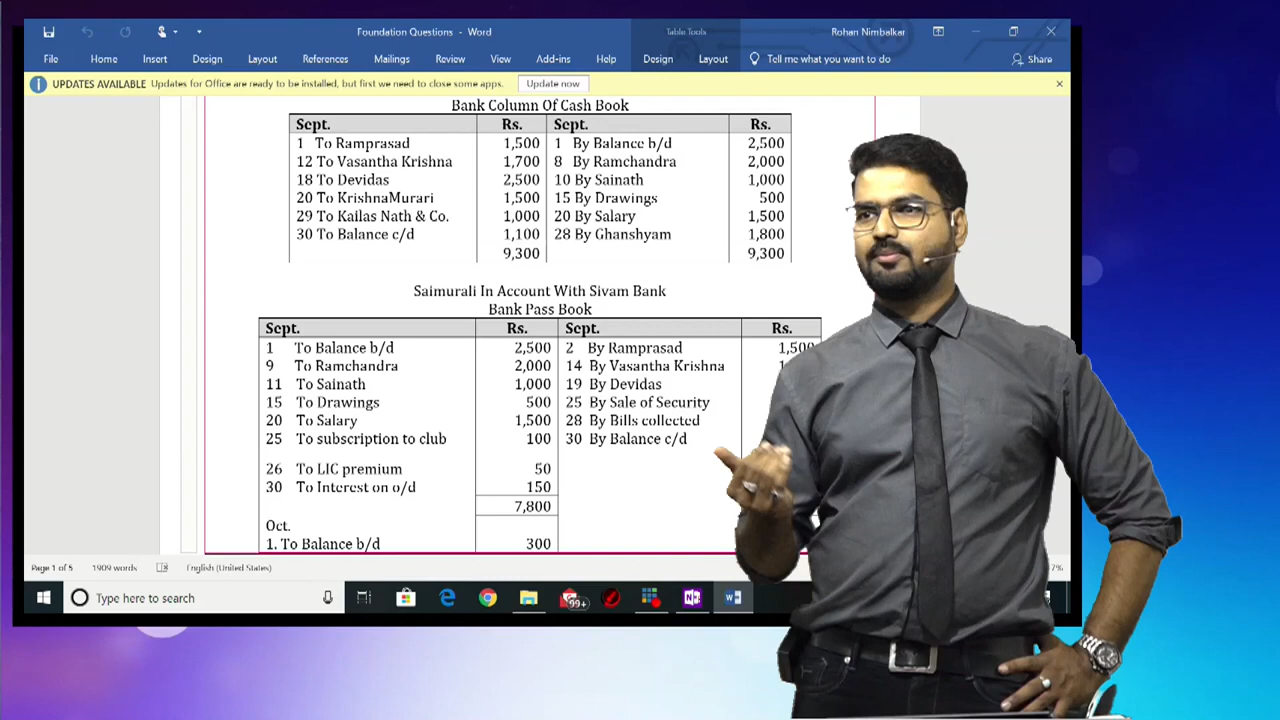 Foundation Questions - Word
Table Tools
Rohan Nimbalkar
File Home Insert Design Layout References Mailings Review View Add-ins Help Design Layout Tell me what you want to do Share
UPDATES AVAILABLE Updates for Office are ready to be installed, but first we need to close some apps. Update now
Bank Column Of Cash Book
Sept. Rs. Sept. Rs.
1 To Ramprasad 1,500 1 By Balance b/d 2,500
12 To Vasantha Krishna 1,700 8 By Ramchandra 2,000
18 To Devidas 2,500 10 By Sainath 1,000
20 To KrishnaMurari 1,500 15 By Drawings 500
29 To Kailas Nath & Co. 1,000 20 By Salary 1,500
30 To Balance c/d 1,100 28 By Ghanshyam 1,800
9,300 9,300
Saimurali In Account With Sivam Bank
Bank Pass Book
Sept. Rs. Sept. Rs.
1 To Balance b/d 2,500 2 By Ramprasad 1,500
9 To Ramchandra 2,000 14 By Vasantha Krishna
11 To Sainath 1,000 19 By Devidas
15 To Drawings 500 25 By Sale of Security
20 To Salary 1,500 28 By Bills collected
25 To subscription to club 100 30 By Balance c/d
26 To LIC premium 50
30 To Interest on o/d 150
7,800
Oct.
1. To Balance b/d 300
Page 1 of 5 1909 words English (United States)
Type here to search 99+